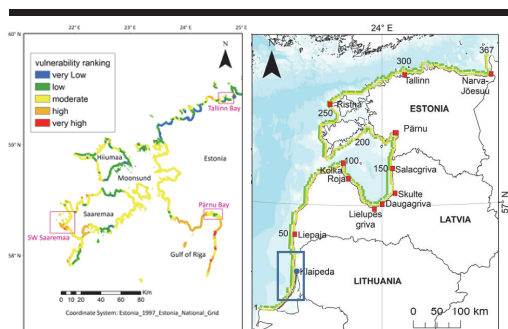 22 E
23 E
24 E
25 E
vulnerability ranking
very Low
low
moderate
high
very high
N
Tallinn Bay
59°N
Hiiumaa
Estonia
Moonsund
Saaremaa
Pärnu Bay
SW Saaremaa
58°N
Gulf of Riga
0 10 20 40 60 80
Km
Coordinate System: Estonia_1997_Estonia_National_Grid
24° E
N
367
300
Tallinn
Narva-
Jõesuu
Ristna
250
ESTONIA
Pärnu
200
100
Kolka
Roja
150
Salacgriva
Skulte
Daugagriva
Lielupes
griva
57° N
LATVIA
50
Liepaja
Klaipeda
LITHUANIA
1
0 50 100 km